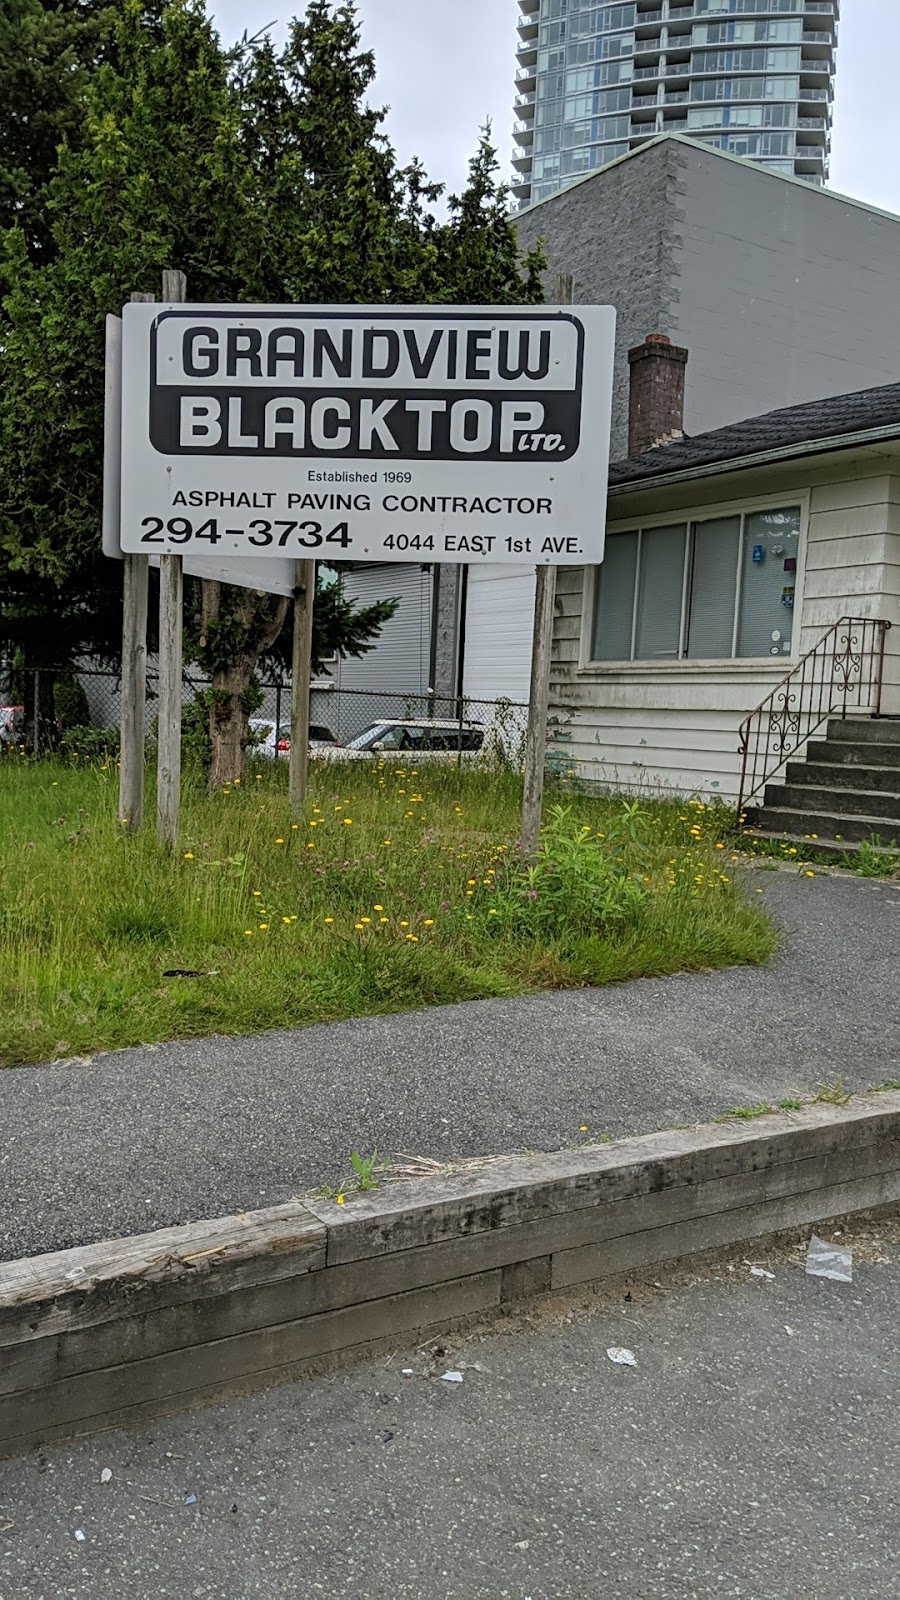 GRANDVIEW
BLACKTOP LTD.
Established 1969
ASPHALT PAVING CONTRACTOR
294-3734 4044 EAST 1st AVE.